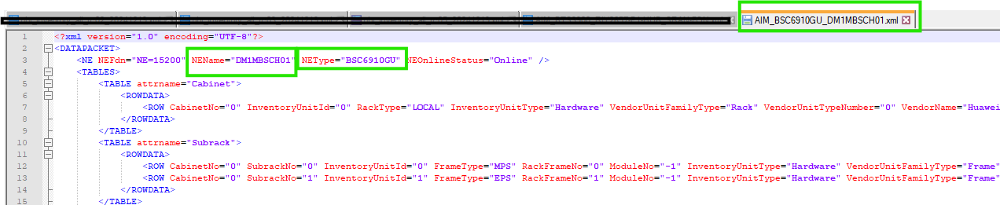 AIM_BSC6910GU_DM1MBSCH01.xml
1 <?xml version="1.0" encoding="UTF-8"?>
2 <DATAPACKET>
3 <NE NEFdn="NE=15200" NEName="DM1MBSCH01" NEType="BSC6910GU" NEOnlineStatus="Online" />
4 <TABLES>
5 <TABLE attrname="Cabinet">
6 <ROWDATA>
7 <ROW CabinetNo="0" InventoryUnitId="0" RackType="LOCAL" InventoryUnitType="Hardware" VendorUnitFamilyType="Rack" VendorUnitTypeNumber="0" VendorName="Huawei
8 </ROWDATA>
9 </TABLE>
10 <TABLE attrname="Subrack">
11 <ROWDATA>
12 <ROW CabinetNo="0" SubrackNo="0" InventoryUnitId="0" FrameType="MPS" RackFrameNo="0" ModuleNo="-1" InventoryUnitType="Hardware" VendorUnitFamilyType="Frame"
13 <ROW CabinetNo="0" SubrackNo="1" InventoryUnitId="1" FrameType="EPS" RackFrameNo="1" ModuleNo="-1" InventoryUnitType="Hardware" VendorUnitFamilyType="Frame"
14 </ROWDATA>
15 </TABLE>